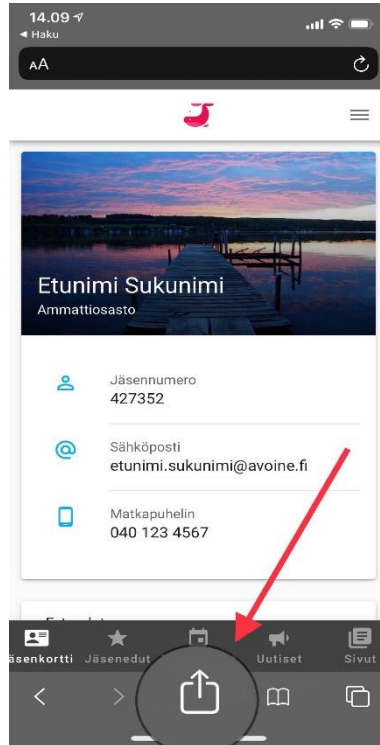 14.09
◀ Haku
AA
Etunimi Sukunimi
Ammattiosasto
Jäsennumero
427352
Sähköposti
etunimi.sukunimi@avoine.fi
Matkapuhelin
040 123 4567
äsenkortti Jäsenedut Uutiset Sivut